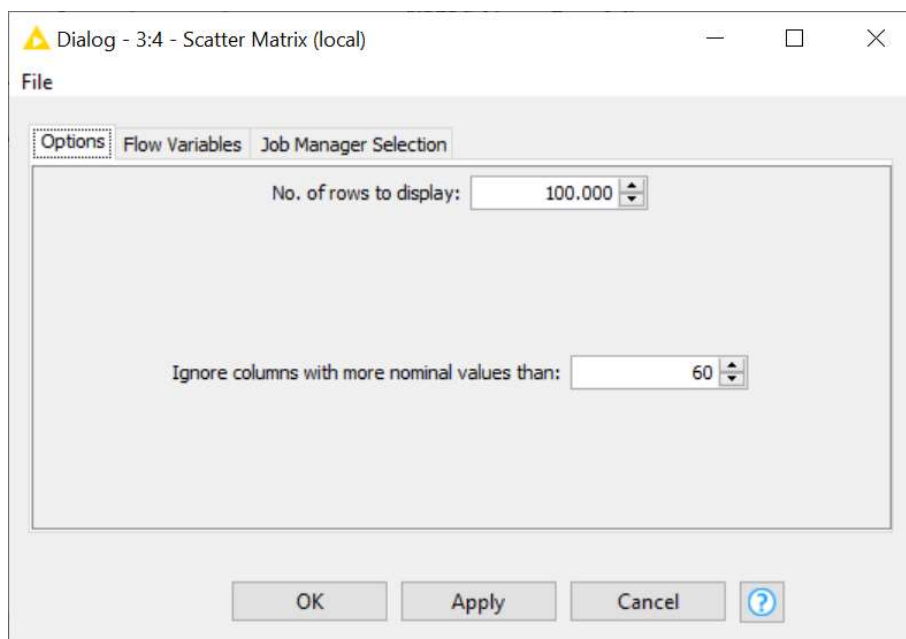 Dialog - 3:4 - Scatter Matrix (local)
File
Options Flow Variables Job Manager Selection
No. of rows to display: 100.000
Ignore columns with more nominal values than: 60
OK Apply Cancel ?